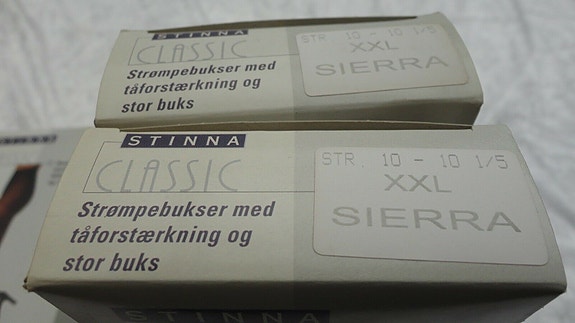 STINNA
CLASSIC
Strømpebukser med
tåforstærkning og
stor buks
STR. 10 - 10 1/5
XXL
SIERRA
STINNA
CLASSIC
Strømpebukser med
tåforstærkning og
stor buks
STR. 10 - 10 1/5
XXL
SIERRA
STINNA